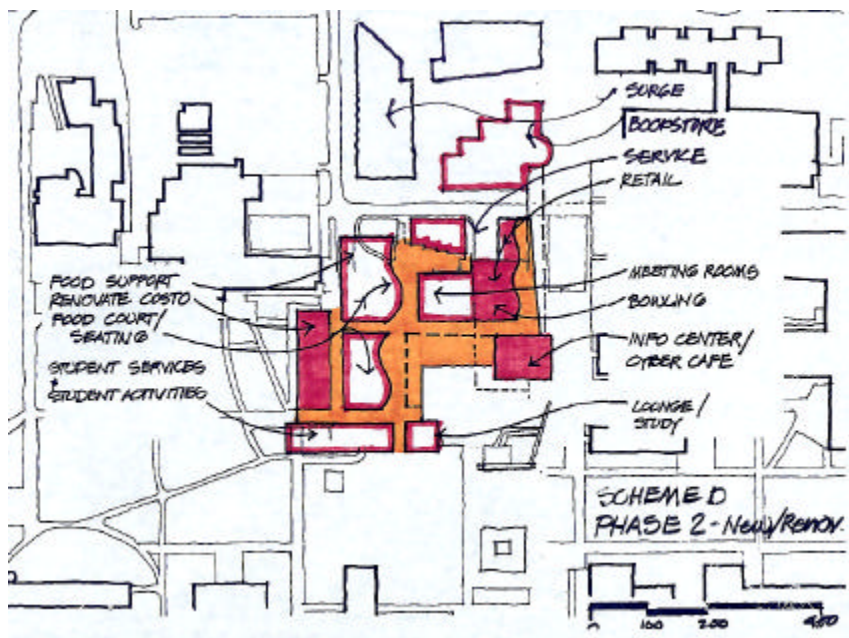 SURGE
BOOKSTORE
SERVICE
RETAIL
MEETING ROOMS
BOWLING
INFO CENTER/
CYBER CAFE
LOUNGE/
STUDY
FOOD SUPPORT
RENOVATE COSTO
FOOD COURT/
SEATING
STUDENT SERVICES
+
STUDENT ACTIVITIES
SCHEME D
PHASE 2 - New/RENOV.
0 100 200 400